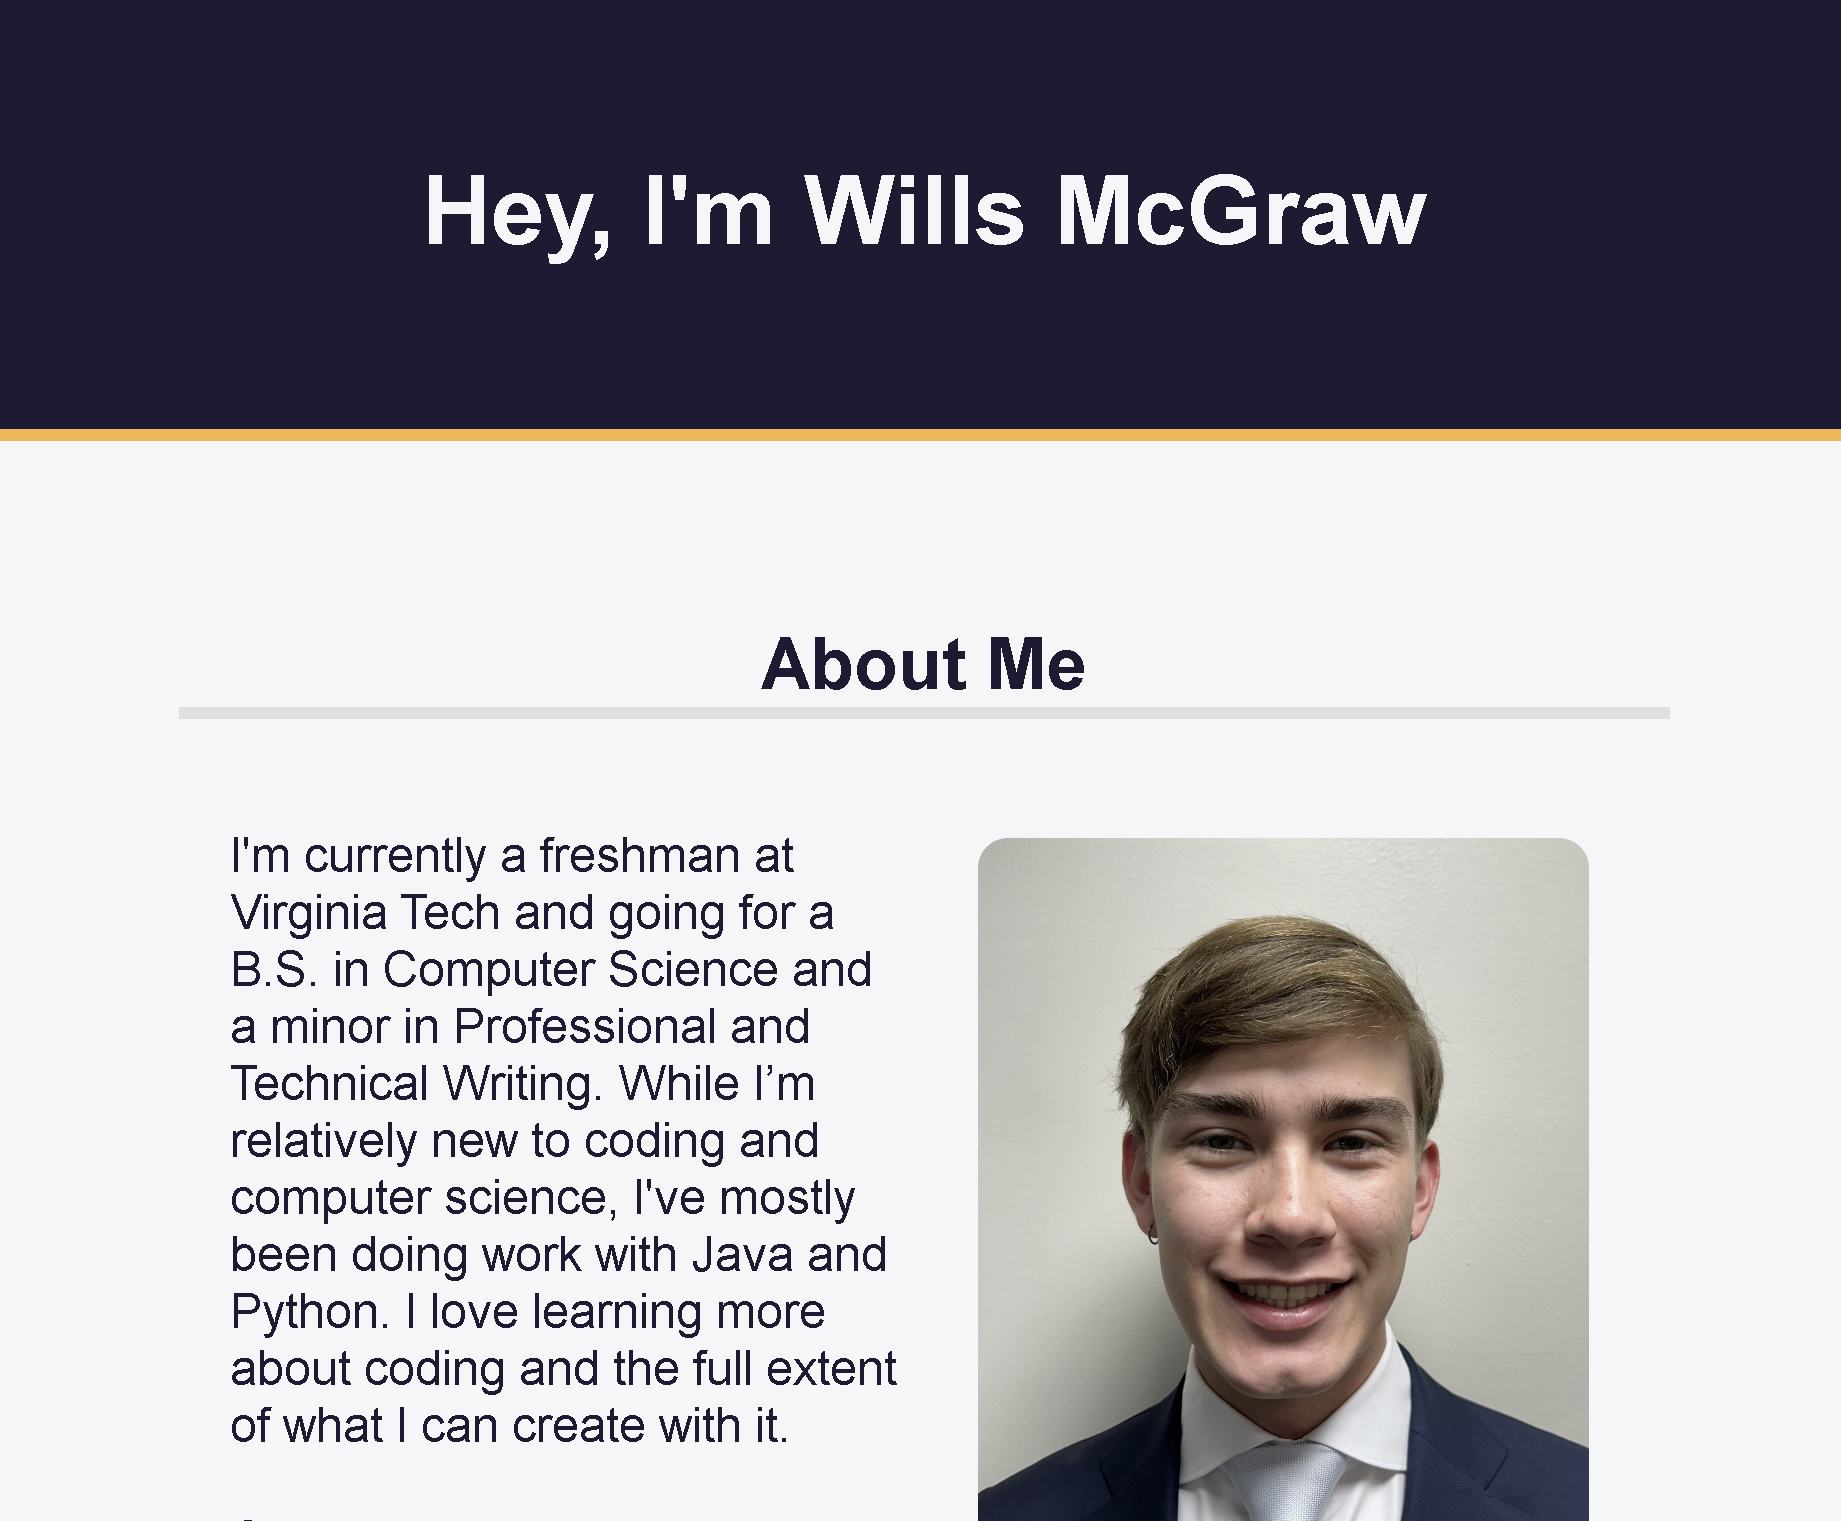 Hey, I'm Wills McGraw
About Me
I'm currently a freshman at
Virginia Tech and going for a
B.S. in Computer Science and
a minor in Professional and
Technical Writing. While I’m
relatively new to coding and
computer science, I've mostly
been doing work with Java and
Python. I love learning more
about coding and the full extent
of what I can create with it.